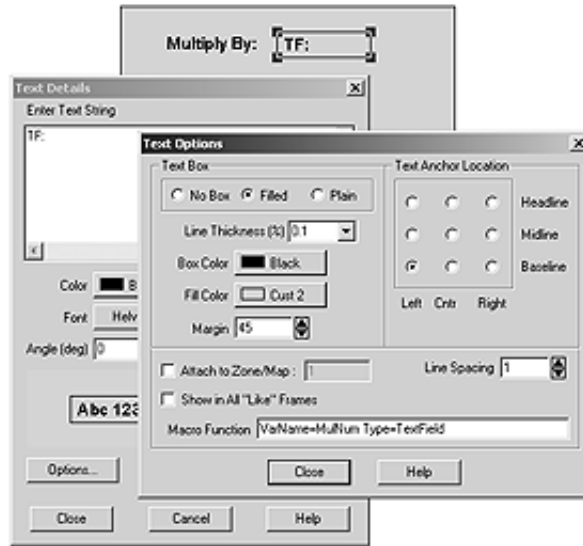 Multiply By: TF:
Text Details
Enter Text String
TF:
Text Options
Text Box
No Box Filled Plain
Line Thickness (%) 0.1
Box Color Black
Fill Color Cust 2
Margin 45
Text Anchor Location
Headline
Midline
Baseline
Left Cntr Right
Color B
Font Helv
Angle (deg) 0
Attach to Zone/Map : 1
Line Spacing 1
Show in All "Like" Frames
Macro Function VarName=MulNum Type=TextField
Close Help
Abc 123
Options...
Close Cancel Help